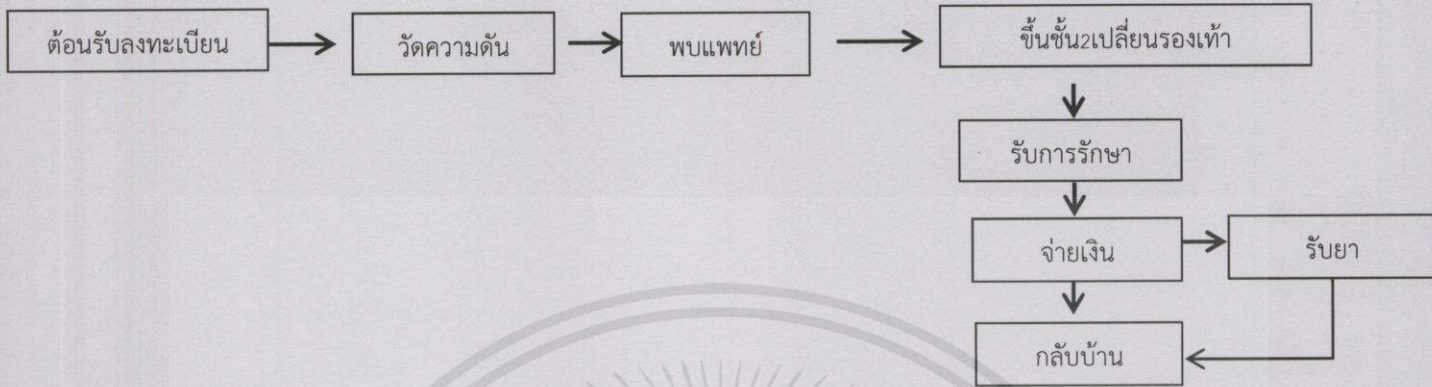 ต้อนรับลงทะเบียน
วัดความดัน
พบแพทย์
ขึ้นชั้น2เปลี่ยนรองเท้า
รับการรักษา
จ่ายเงิน
รับยา
กลับบ้าน